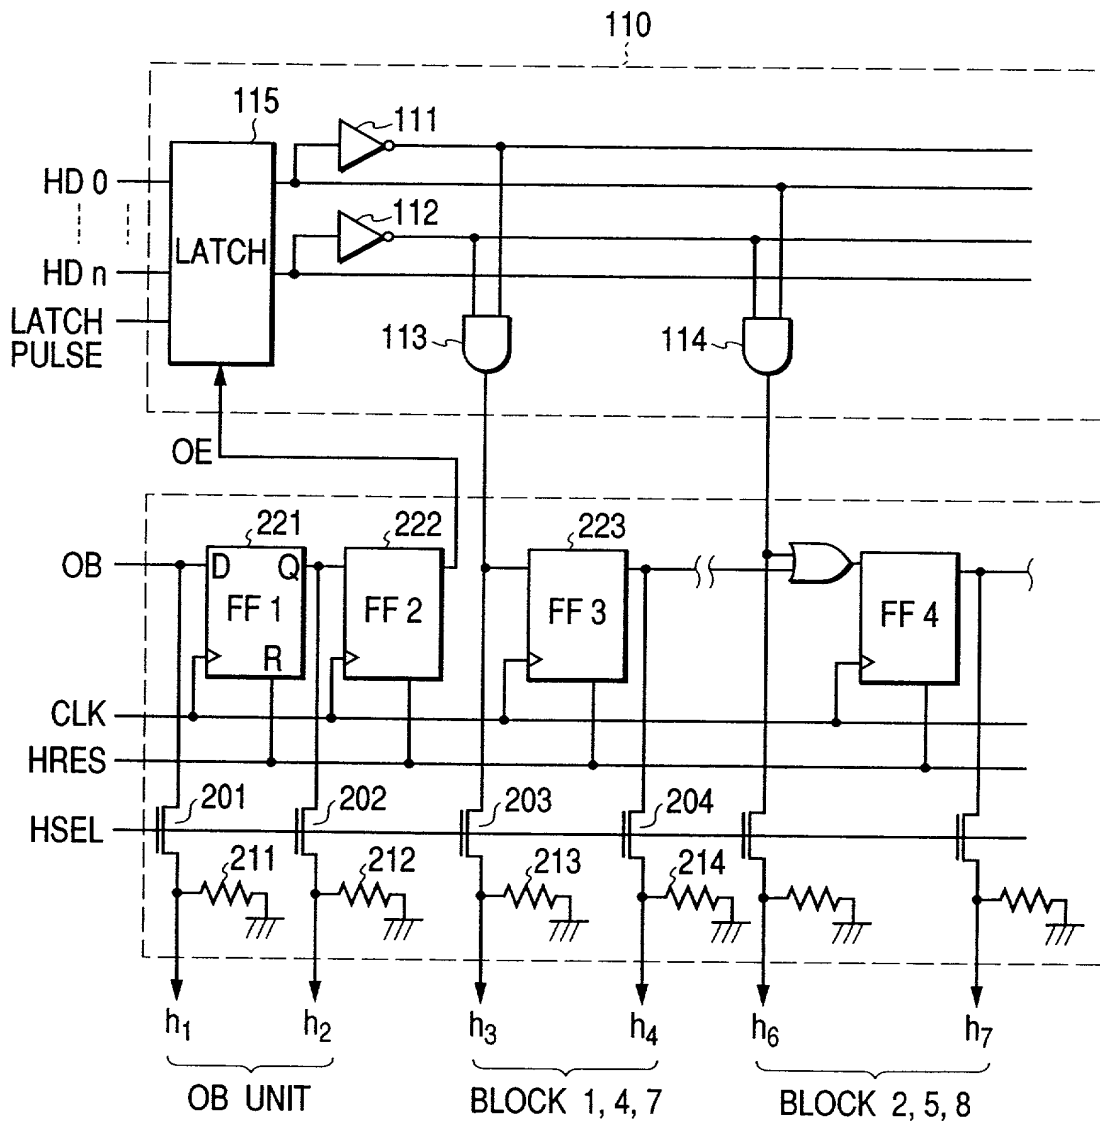 110
115
111
HD 0
112
LATCH
HD n
LATCH
PULSE
113
114
OE
221
222
223
OB
D
Q
FF 1
FF 2
FF 3
FF 4
R
CLK
HRES
201
202
203
204
HSEL
211
212
213
214
h1
h2
h3
h4
h6
h7
OB UNIT
BLOCK 1, 4, 7
BLOCK 2, 5, 8